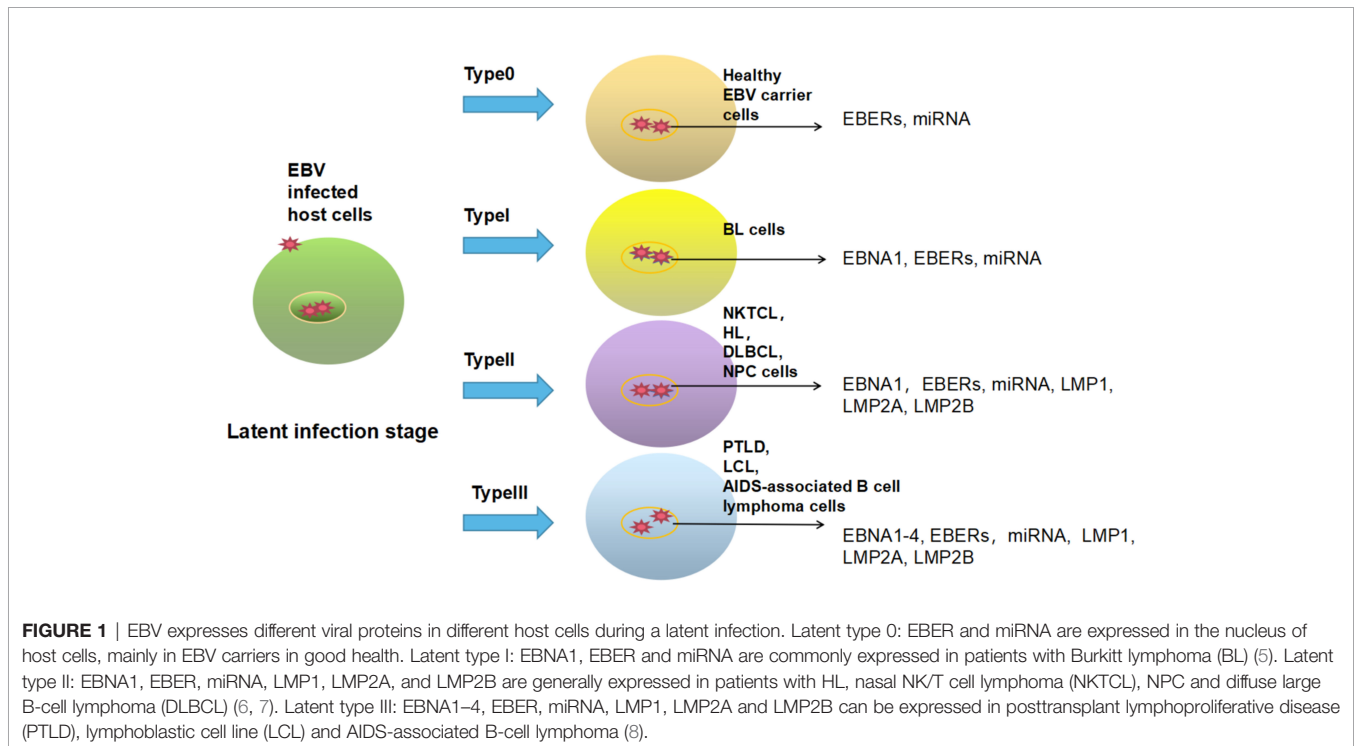 Type0
Healthy
EBV carrier
cells
EBERs, miRNA
EBV
infected
host cells
TypeI
BL cells
EBNA1, EBERs, miRNA
NKTCL，
HL，
DLBCL,
NPC cells
TypeII
EBNA1， EBERs, miRNA, LMP1,
LMP2A, LMP2B
Latent infection stage
PTLD,
LCL,
AIDS-associated B cell
lymphoma cells
TypeIII
EBNA1-4, EBERs， miRNA， LMP1,
LMP2A, LMP2B
FIGURE 1 | EBV expresses different viral proteins in different host cells during a latent infection. Latent type 0: EBER and miRNA are expressed in the nucleus of
host cells, mainly in EBV carriers in good health. Latent type I: EBNA1, EBER and miRNA are commonly expressed in patients with Burkitt lymphoma (BL) (5). Latent
type II: EBNA1, EBER, miRNA, LMP1, LMP2A, and LMP2B are generally expressed in patients with HL, nasal NK/T cell lymphoma (NKTCL), NPC and diffuse large
B-cell lymphoma (DLBCL) (6, 7). Latent type III: EBNA1–4, EBER, miRNA, LMP1, LMP2A and LMP2B can be expressed in posttransplant lymphoproliferative disease
(PTLD), lymphoblastic cell line (LCL) and AIDS-associated B-cell lymphoma (8).